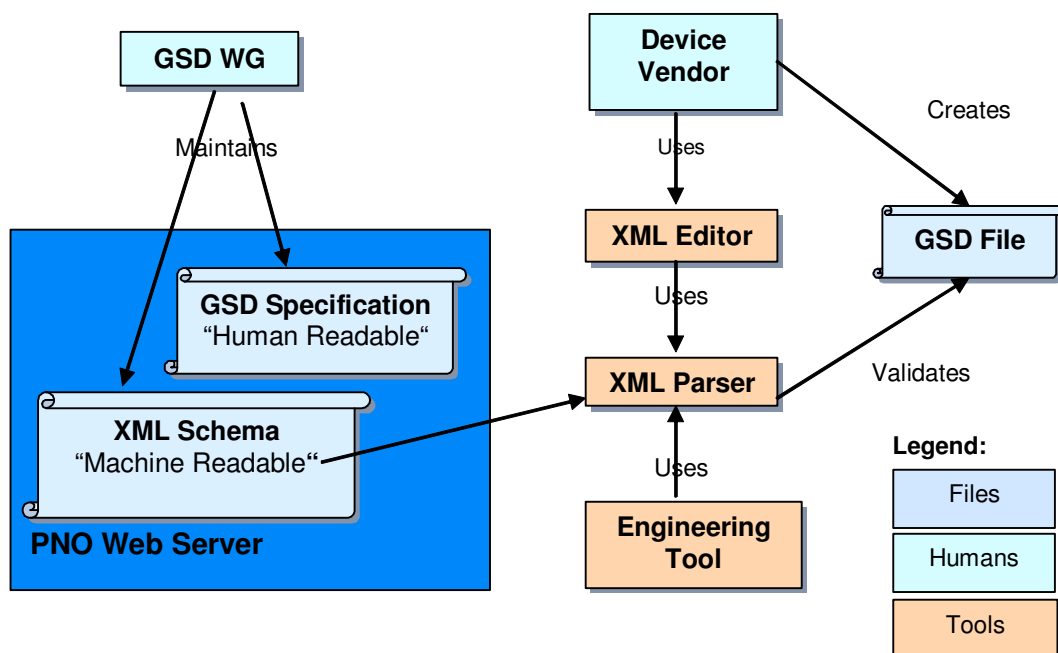 GSD WG
Device
Vendor
Creates
Maintains
Uses
XML Editor
GSD File
GSD Specification
“Human Readable“
Uses
XML Parser
Validates
XML Schema
“Machine Readable“
Uses
Legend:
Files
PNO Web Server
Engineering
Tool
Humans
Tools